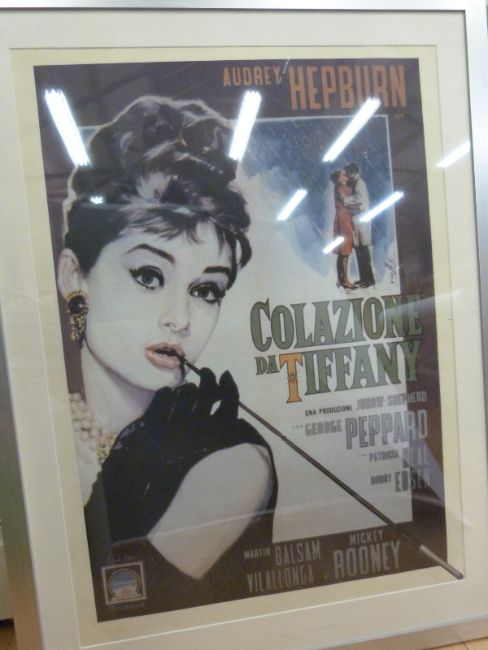 AUDREY HEPBURN
COLAZIONE
DA TIFFANY
UNA PRODUZIONE JUROW-SHEPHERD
GEORGE PEPPARD
PATRICIA NEAL
BUDDY EBSEN
MARTIN BALSAM
VILALLONGA
MICKEY
ROONEY